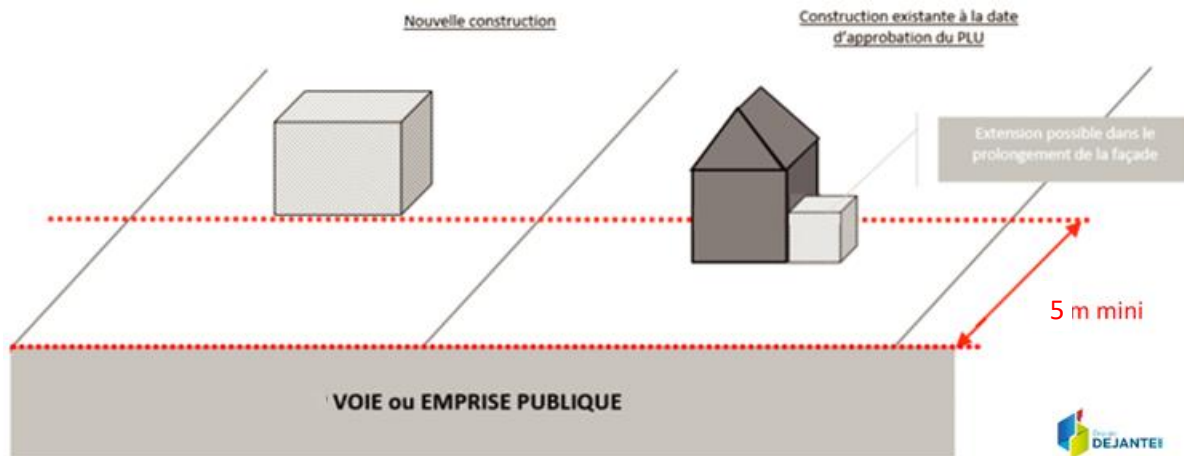 Nouvelle construction
Construction existante à la date
d'approbation du PLU
Extension possible dans le
prolongement de la façade
5 m mini
VOIE ou EMPRISE PUBLIQUE
DEJANTE